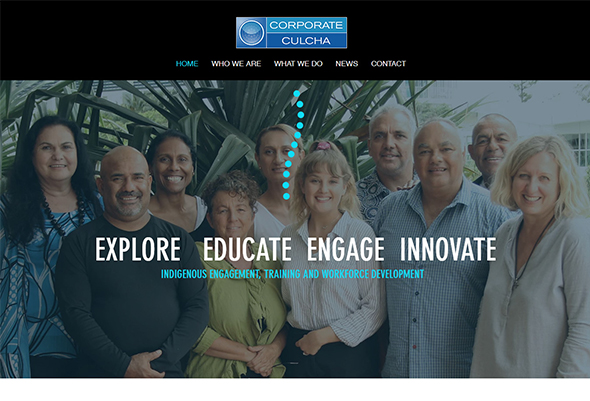 CORPORATE
CULCHA
HOME WHO WE ARE WHAT WE DO NEWS CONTACT
EXPLORE EDUCATE ENGAGE INNOVATE
INDIGENOUS ENGAGEMENT, TRAINING AND WORKFORCE DEVELOPMENT